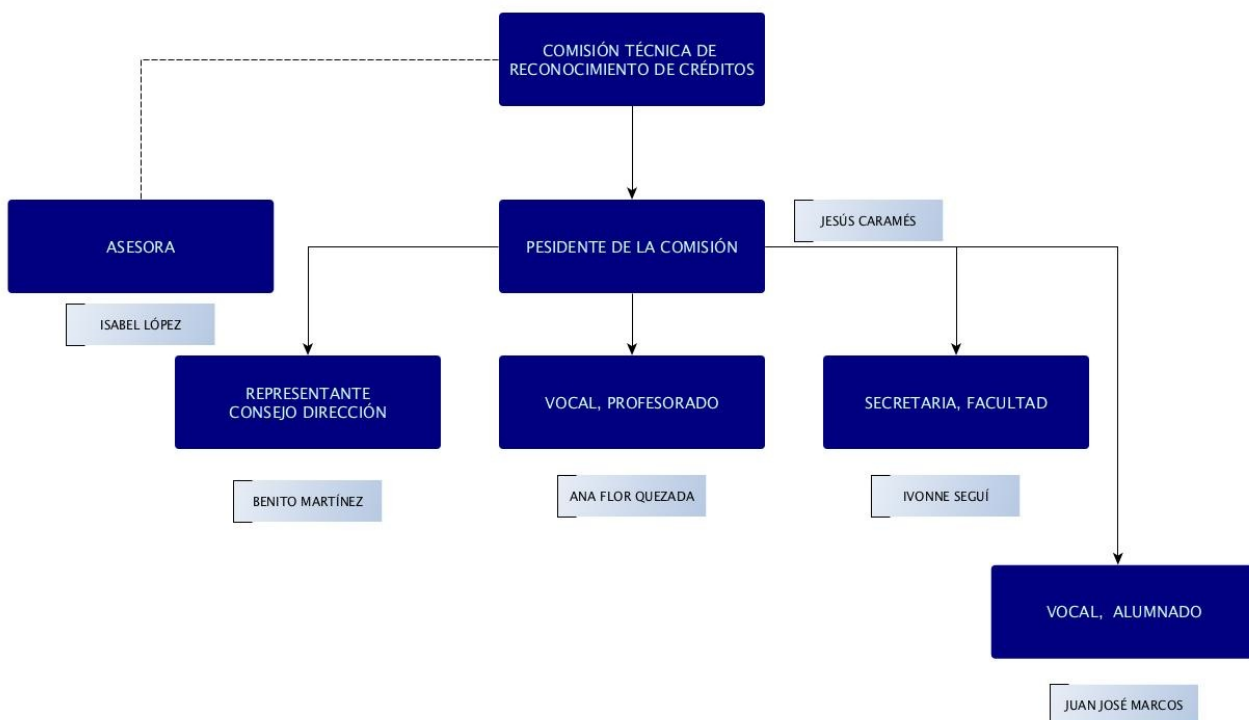 COMISIÓN TÉCNICA DE
RECONOCIMIENTO DE CRÉDITOS
ASESORA
ISABEL LÓPEZ
PESIDENTE DE LA COMISIÓN
JESÚS CARAMÉS
REPRESENTANTE
CONSEJO DIRECCIÓN
BENITO MARTÍNEZ
VOCAL, PROFESORADO
ANA FLOR QUEZADA
SECRETARIA, FACULTAD
IVONNE SEGUÍ
VOCAL, ALUMNADO
JUAN JOSÉ MARCOS